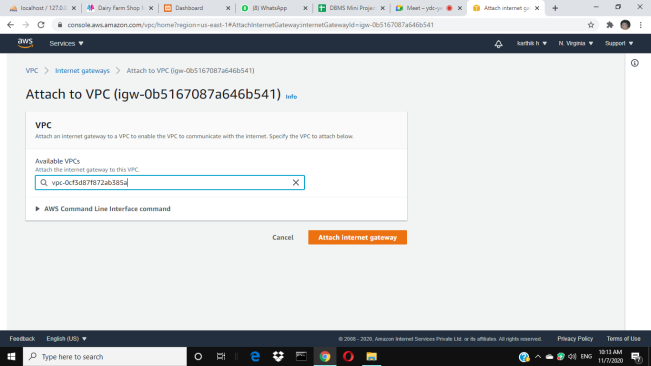 localhost / 127.0.0
Dairy Farm Shop M
Dashboard
(8) WhatsApp
DBMS Mini Projec
Meet – ydc-yi
Attach internet ga
console.aws.amazon.com/vpc/home?region=us-east-1#AttachInternetGateway:internetGatewayId=igw-0b5167087a646b541
aws
Services
karthik h
N. Virginia
Support
VPC > Internet gateways > Attach to VPC (igw-0b5167087a646b541)
Attach to VPC (igw-0b5167087a646b541) Info
VPC
Attach an internet gateway to a VPC to enable the VPC to communicate with the internet. Specify the VPC to attach below.
Available VPCs
Attach the internet gateway to this VPC.
vpc-0cf3d87f872ab385a
AWS Command Line Interface command
Cancel
Attach internet gateway
Feedback
English (US)
© 2008 - 2020, Amazon Internet Services Private Ltd. or its affiliates. All rights reserved.
Privacy Policy
Terms of Use
Type here to search
ENG
10:13 AM
11/7/2020